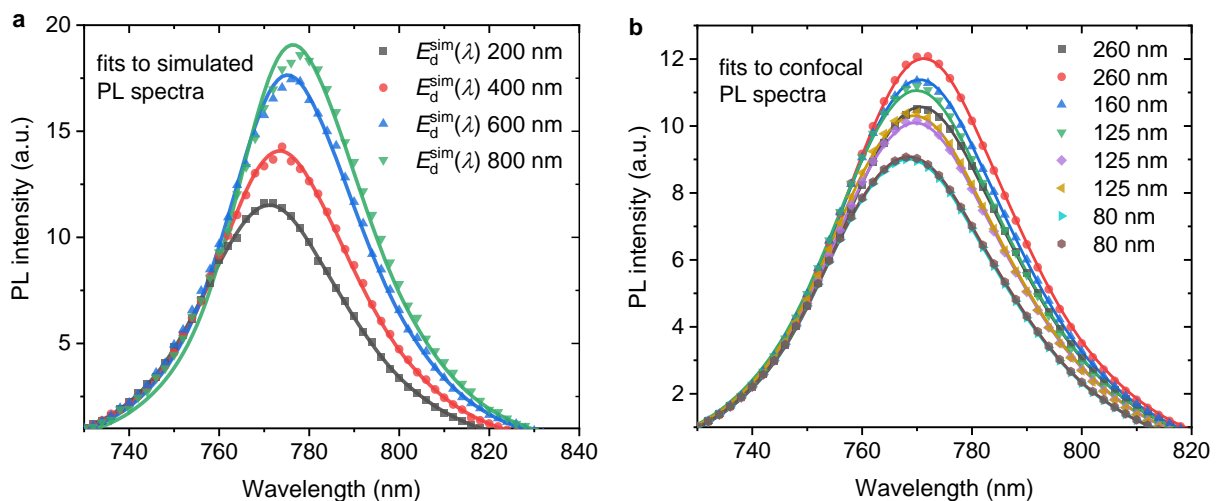 a
fits to simulated
PL spectra
E_d^sim(λ) 200 nm
E_d^sim(λ) 400 nm
E_d^sim(λ) 600 nm
E_d^sim(λ) 800 nm
20
15
10
5
PL intensity (a.u.)
740 760 780 800 820 840
Wavelength (nm)
b
fits to confocal
PL spectra
260 nm
260 nm
160 nm
125 nm
125 nm
125 nm
80 nm
80 nm
12
10
8
6
4
2
PL intensity (a.u.)
740 760 780 800 820
Wavelength (nm)